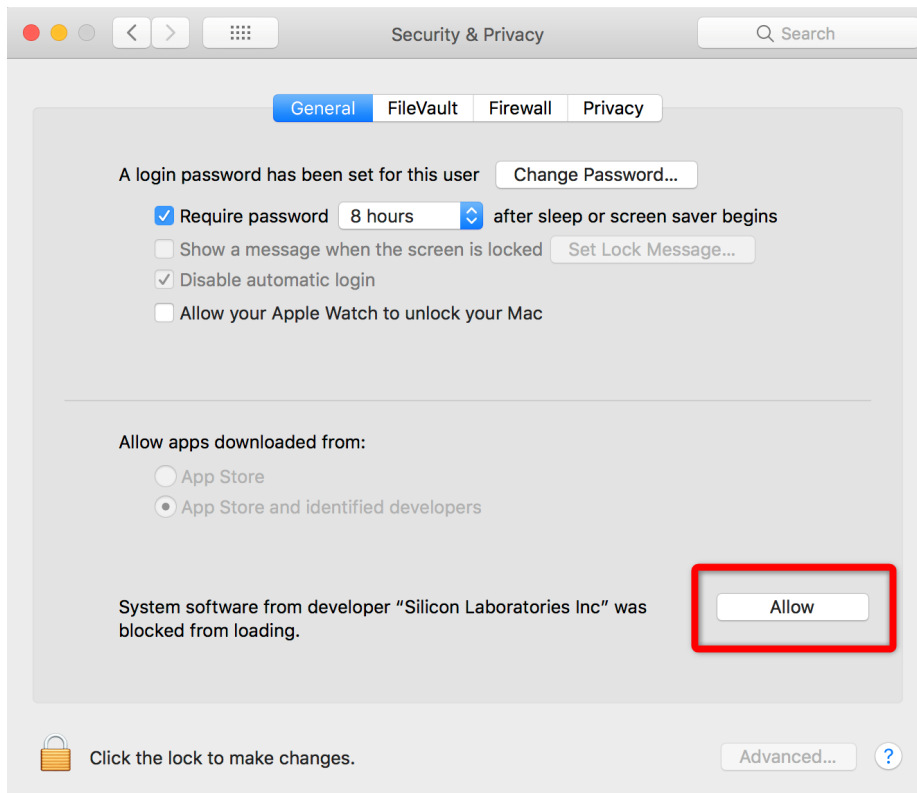 Security & Privacy
Search
General FileVault Firewall Privacy
A login password has been set for this user Change Password...
Require password 8 hours after sleep or screen saver begins
Show a message when the screen is locked Set Lock Message...
Disable automatic login
Allow your Apple Watch to unlock your Mac
Allow apps downloaded from:
App Store
App Store and identified developers
System software from developer “Silicon Laboratories Inc” was
blocked from loading.
Allow
Click the lock to make changes.
Advanced...
?